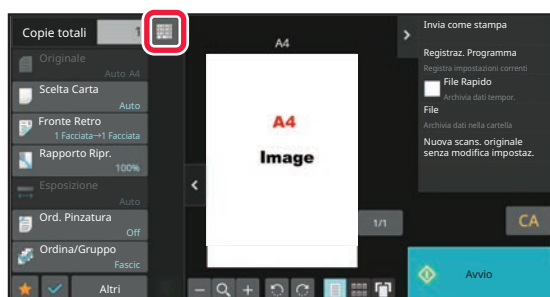 Copie totali 1
Originale
Auto A4
Scelta Carta
Auto
Fronte Retro
1 Facciata→1 Facciata
Rapporto Ripr.
100%
Esposizione
Auto
Ord. Pinzatura
Off
Ordina/Gruppo
Fascic
Altri
A4
A4
Image
1/1
Invia come stampa
Registraz. Programma
Registra impostazioni correnti
File Rapido
Archivia dati tempor.
File
Archivia dati nella cartella
Nuova scans. originale
senza modifica impostaz.
CA
Avvio